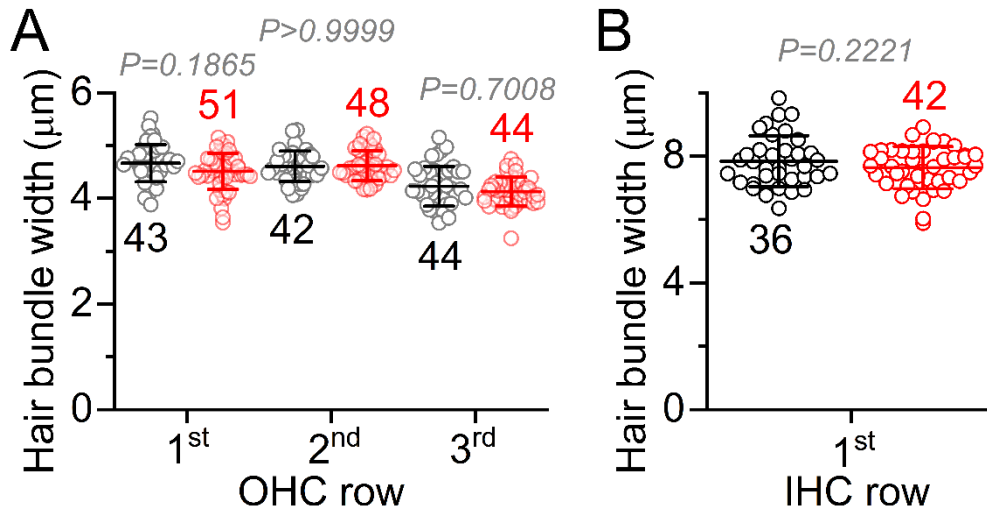 A
P>0.9999
P=0.1865
P=0.7008
Hair bundle width (μm)
6
4
2
0
51
48
44
43
42
44
1st
2nd
3rd
OHC row
B
P=0.2221
Hair bundle width (μm)
8
4
0
42
36
1st
IHC row